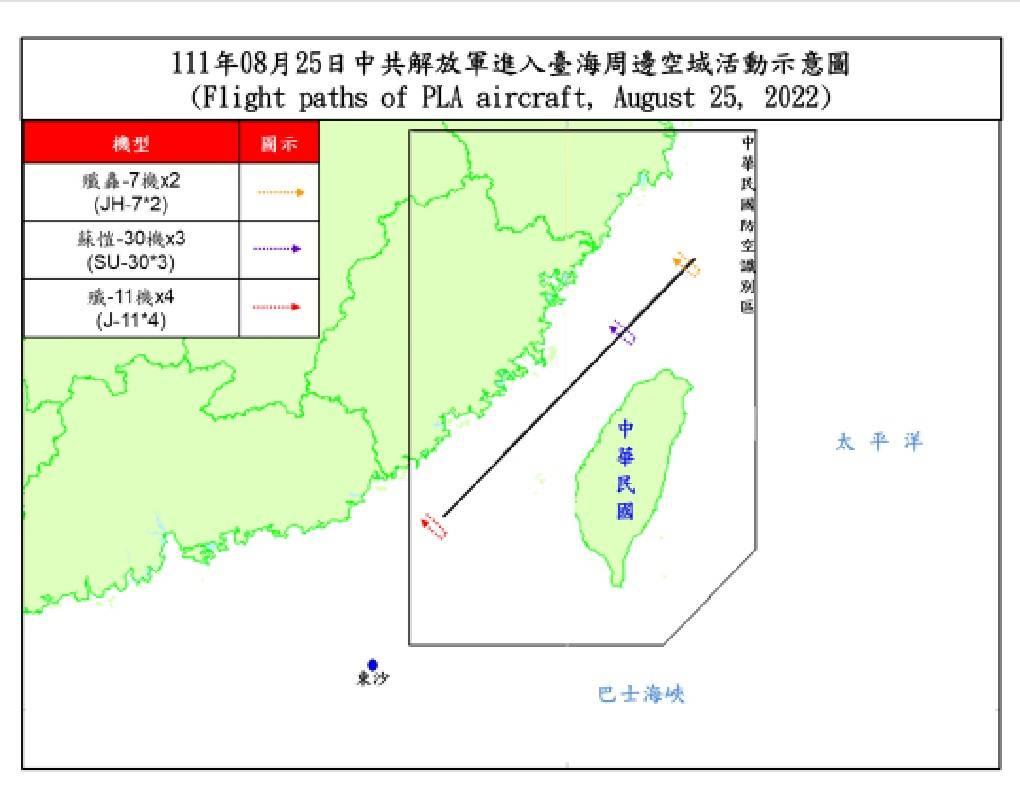 111年08月25日中共解放軍進入臺海周邊空域活動示意圖
(Flight paths of PLA aircraft, August 25, 2022)
機型 圖示
殲轟-7機x2
(JH-7*2)
蘇愷-30機x3
(SU-30*3)
殲-11機x4
(J-11*4)
中華民國防空識別區
中華民國
太平洋
東沙
巴士海峽